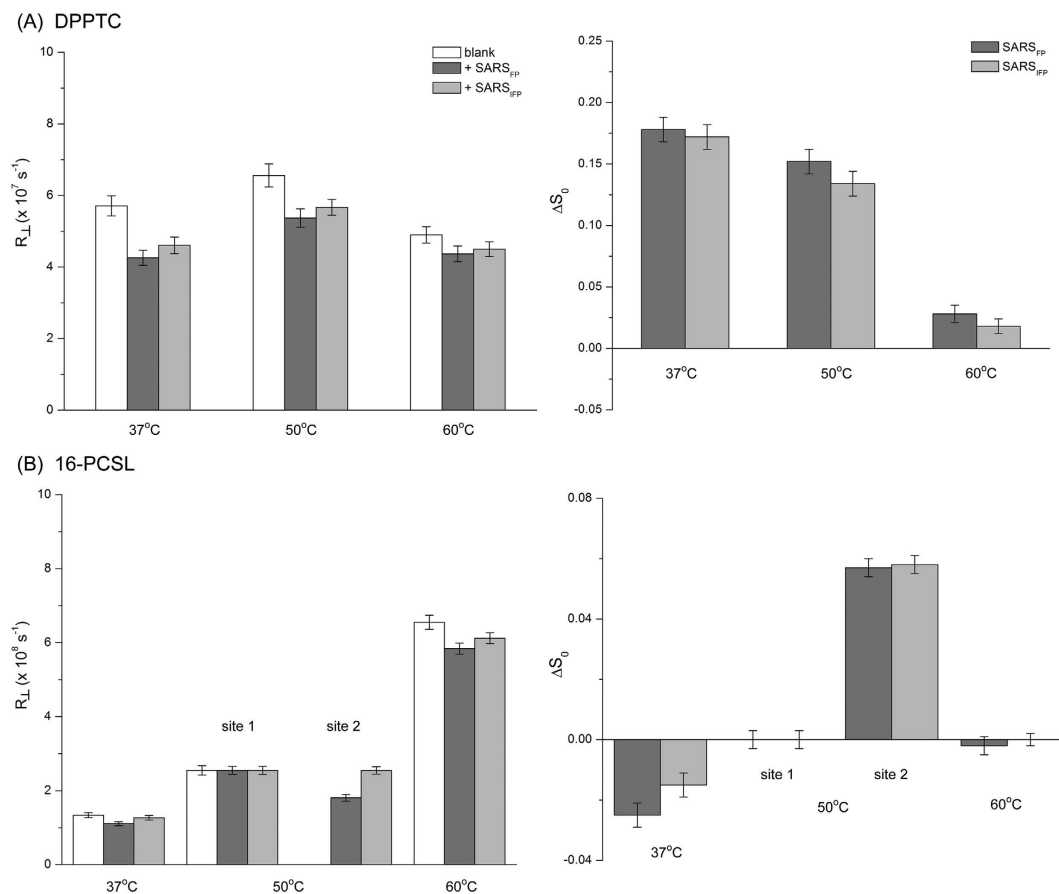 (A) DPPTC
10
8
6
4
2
0
R⊥ (x 10⁷ s⁻¹)
blank
+ SARS_FP
+ SARS_IFP
37°C
50°C
60°C
0.25
0.20
0.15
0.10
0.05
0.00
-0.05
ΔS₀
SARS_FP
SARS_IFP
37°C
50°C
60°C
(B) 16-PCSL
10
8
6
4
2
0
R⊥ (x 10⁸ s⁻¹)
site 1
site 2
37°C
50°C
60°C
0.08
0.04
0.00
-0.04
ΔS₀
site 1
site 2
50°C
60°C
37°C